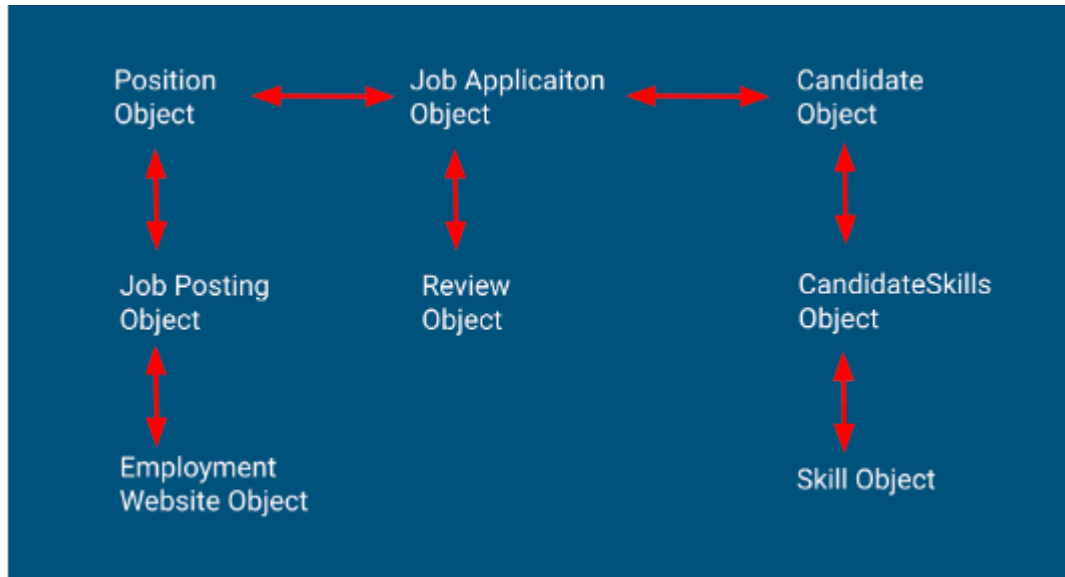 Position
Object
Job Applicaiton
Object
Candidate
Object
Job Posting
Object
Review
Object
CandidateSkills
Object
Employment
Website Object
Skill Object